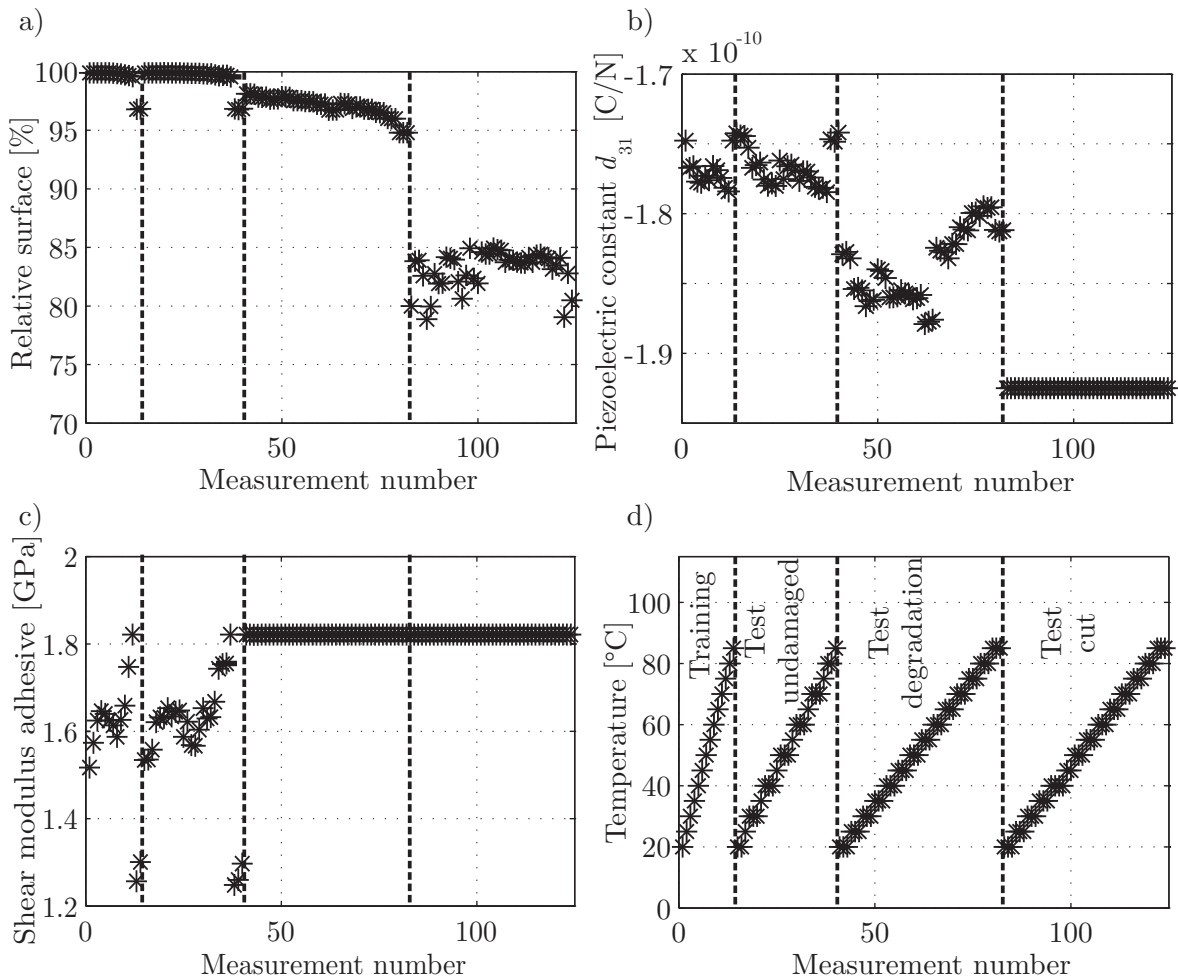 a)
100
95
90
85
80
75
70
0
50
100
Relative surface [%]
Measurement number
b)
x 10-10
-1.7
-1.8
-1.9
0
50
100
Piezoelectric constant d31 [C/N]
Measurement number
c)
2
1.8
1.6
1.4
1.2
0
50
100
Shear modulus adhesive [GPa]
Measurement number
d)
100
80
60
40
20
0
0
50
100
Temperature [°C]
Measurement number
Training
Test
undamaged
Test
degradation
Test
cut